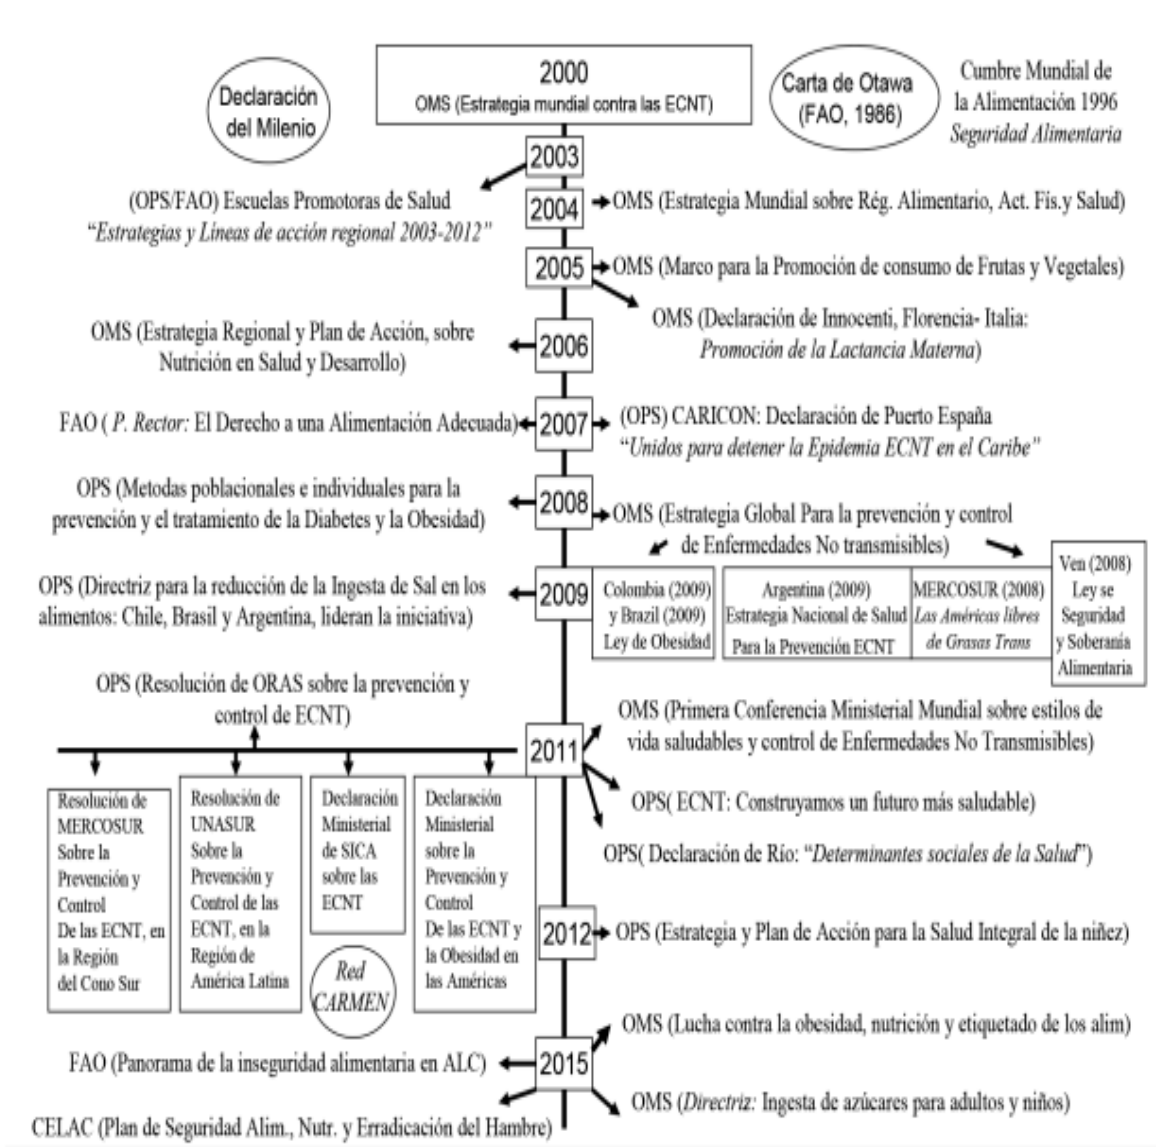 Declaración
del Milenio
2000
OMS (Estrategia mundial contra las ECNT)
Carta de Otawa
(FAO, 1986)
Cumbre Mundial de
la Alimentación 1996
Seguridad Alimentaria
2003
(OPS/FAO) Escuelas Promotoras de Salud
“Estrategias y Líneas de acción regional 2003-2012”
2004
OMS (Estrategia Mundial sobre Rég. Alimentario, Act. Fís.y Salud)
2005
OMS (Marco para la Promoción de consumo de Frutas y Vegetales)
OMS (Declaración de Innocenti, Florencia- Italia:
Promoción de la Lactancia Materna)
OMS (Estrategia Regional y Plan de Acción, sobre
Nutrición en Salud y Desarrollo)
2006
FAO ( P. Rector: El Derecho a una Alimentación Adecuada)
2007
(OPS) CARICON: Declaración de Puerto España
“Unidos para detener la Epidemia ECNT en el Caribe”
OPS (Metodas poblacionales e individuales para la
prevención y el tratamiento de la Diabetes y la Obesidad)
2008
OMS (Estrategia Global Para la prevención y control
de Enfermedades No transmisibles)
OPS (Directriz para la reducción de la Ingesta de Sal en los
alimentos: Chile, Brasil y Argentina, lideran la iniciativa)
2009
Colombia (2009)
y Brazil (2009)
Ley de Obesidad
Argentina (2009)
Estrategia Nacional de Salud
Para la Prevención ECNT
MERCOSUR (2008)
Las Américas libres
de Grasas Trans
Ven (2008)
Ley se
Seguridad
y Soberanía
Alimentaria
OPS (Resolución de ORAS sobre la prevención y
control de ECNT)
2011
OMS (Primera Conferencia Ministerial Mundial sobre estilos de
vida saludables y control de Enfermedades No Transmisibles)
OPS( ECNT: Construyamos un futuro más saludable)
OPS( Declaración de Río: “Determinantes sociales de la Salud”)
Resolución de
MERCOSUR
Sobre la
Prevención y
Control
De las ECNT, en
la Región
del Cono Sur
Resolución de
UNASUR
Sobre la
Prevención y
Control de las
ECNT, en la
Región de
América Latina
Declaración
Ministerial
de SICA
sobre las
ECNT
Red
CARMEN
Declaración
Ministerial
sobre la
Prevención y
Control
De las ECNT y
la Obesidad en
las Américas
2012
OPS (Estrategia y Plan de Acción para la Salud Integral de la niñez)
OMS (Lucha contra la obesidad, nutrición y etiquetado de los alim)
FAO (Panorama de la inseguridad alimentaria en ALC)
2015
OMS (Directriz: Ingesta de azúcares para adultos y niños)
CELAC (Plan de Seguridad Alim., Nutr. y Erradicación del Hambre)